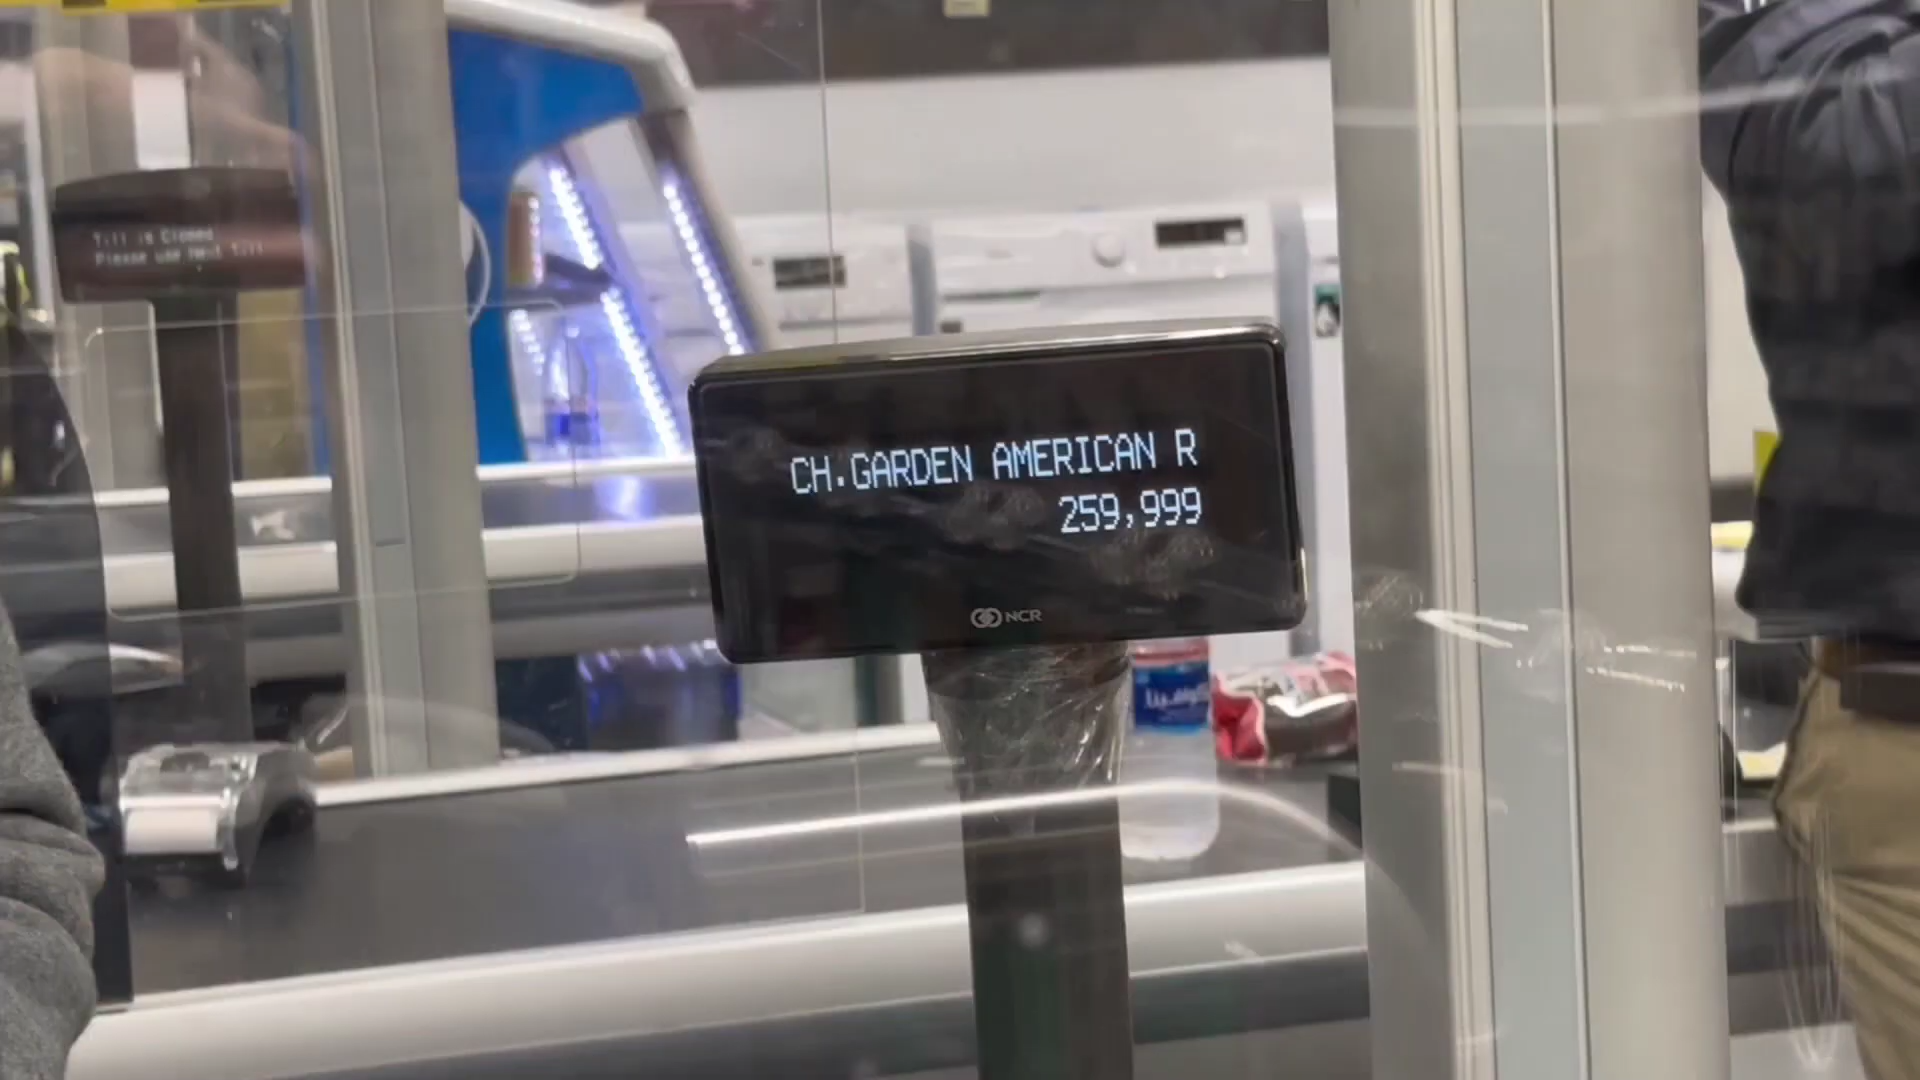 Till is Closed
Please use Next Till
CH.GARDEN AMERICAN R
259,999
NCR